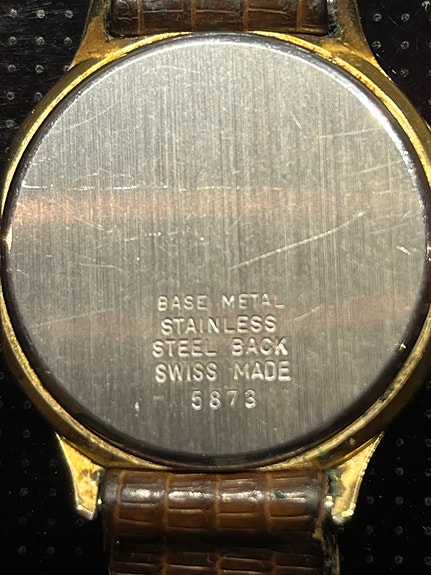 BASE METAL
STAINLESS
STEEL BACK
SWISS MADE
5873